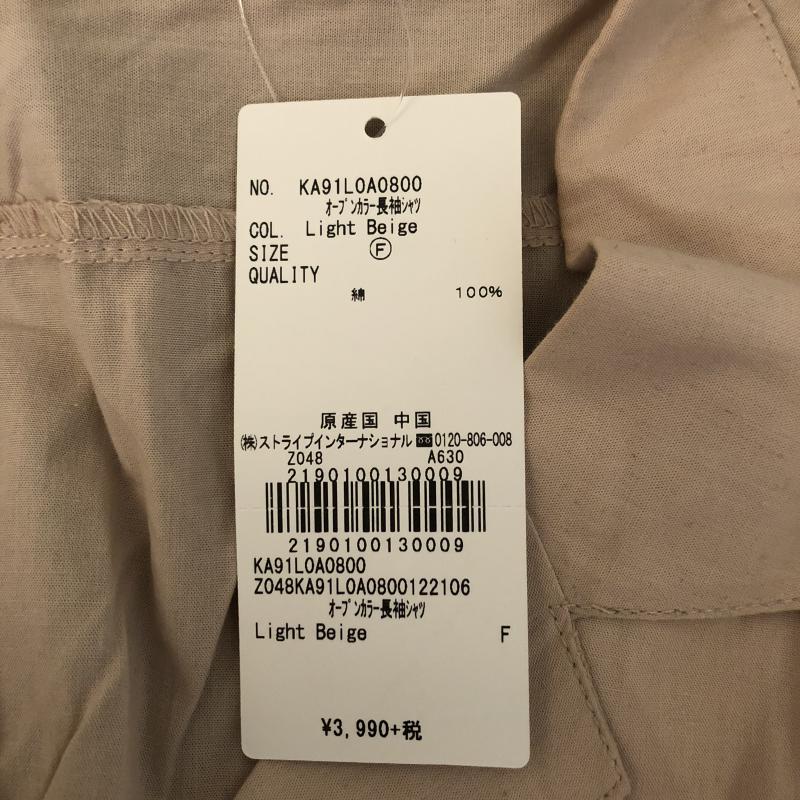 NO. KA91L0A0800
オープンカラー長袖シャツ
COL. Light Beige
SIZE Ⓕ
QUALITY
綿 100%
原産国 中国
㈱ストライプインターナショナル 0120-806-008
Z048 A630
2190100130009
2190100130009
KA91L0A0800
Z048KA91L0A0800122106
オープンカラー長袖シャツ
Light Beige F
¥3,990+税